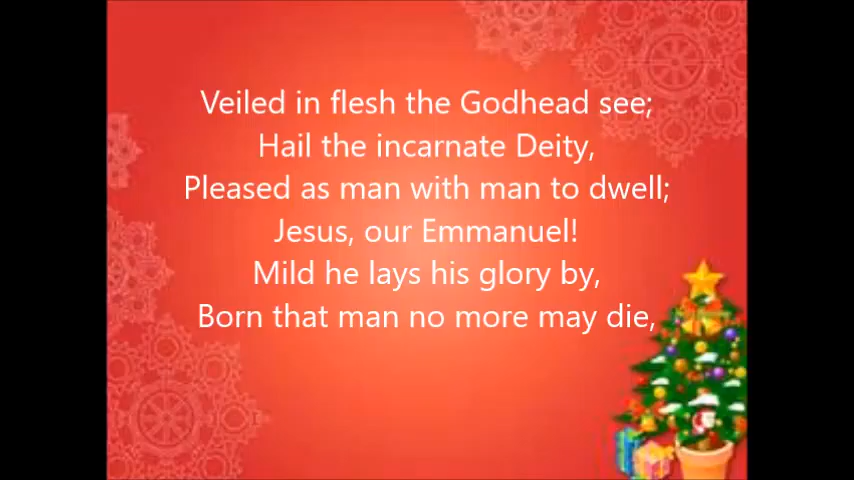 Veiled in flesh the Godhead see;
Hail the incarnate Deity,
Pleased as man with man to dwell;
Jesus, our Emmanuel!
Mild he lays his glory by,
Born that man no more may die,